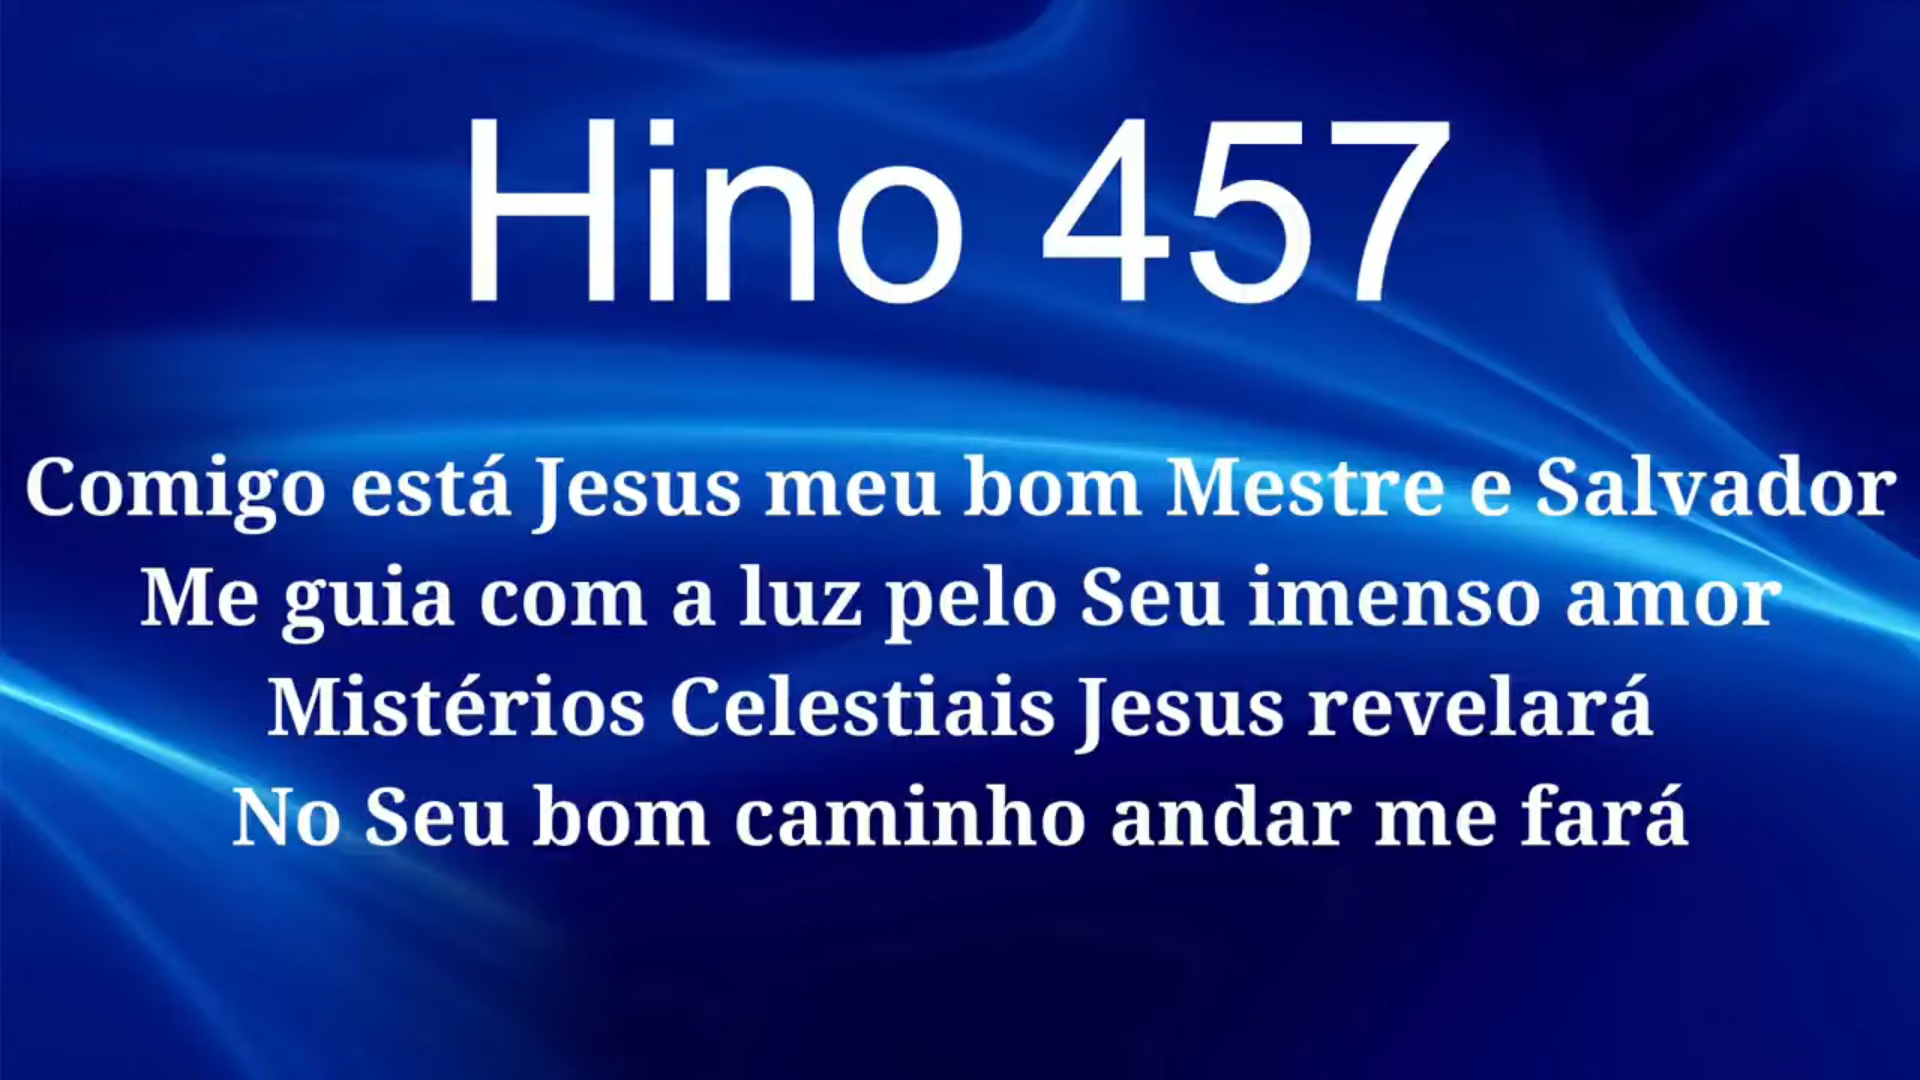 Hino 457
Comigo está Jesus meu bom Mestre e Salvador
Me guia com a luz pelo Seu imenso amor
Mistérios Celestiais Jesus revelará
No Seu bom caminho andar me fará